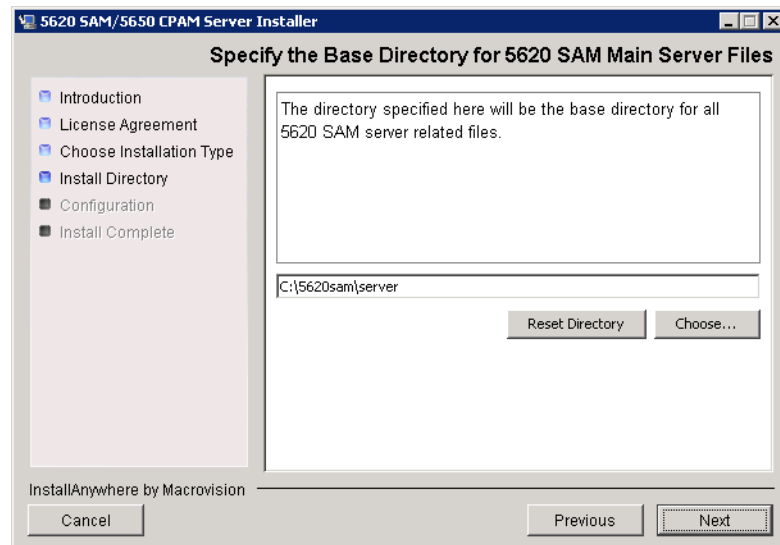 5620 SAM/5650 CPAM Server Installer
Specify the Base Directory for 5620 SAM Main Server Files
Introduction
License Agreement
Choose Installation Type
Install Directory
Configuration
Install Complete
The directory specified here will be the base directory for all
5620 SAM server related files.
C:\5620sam\server
Reset Directory
Choose...
InstallAnywhere by Macrovision
Cancel
Previous
Next